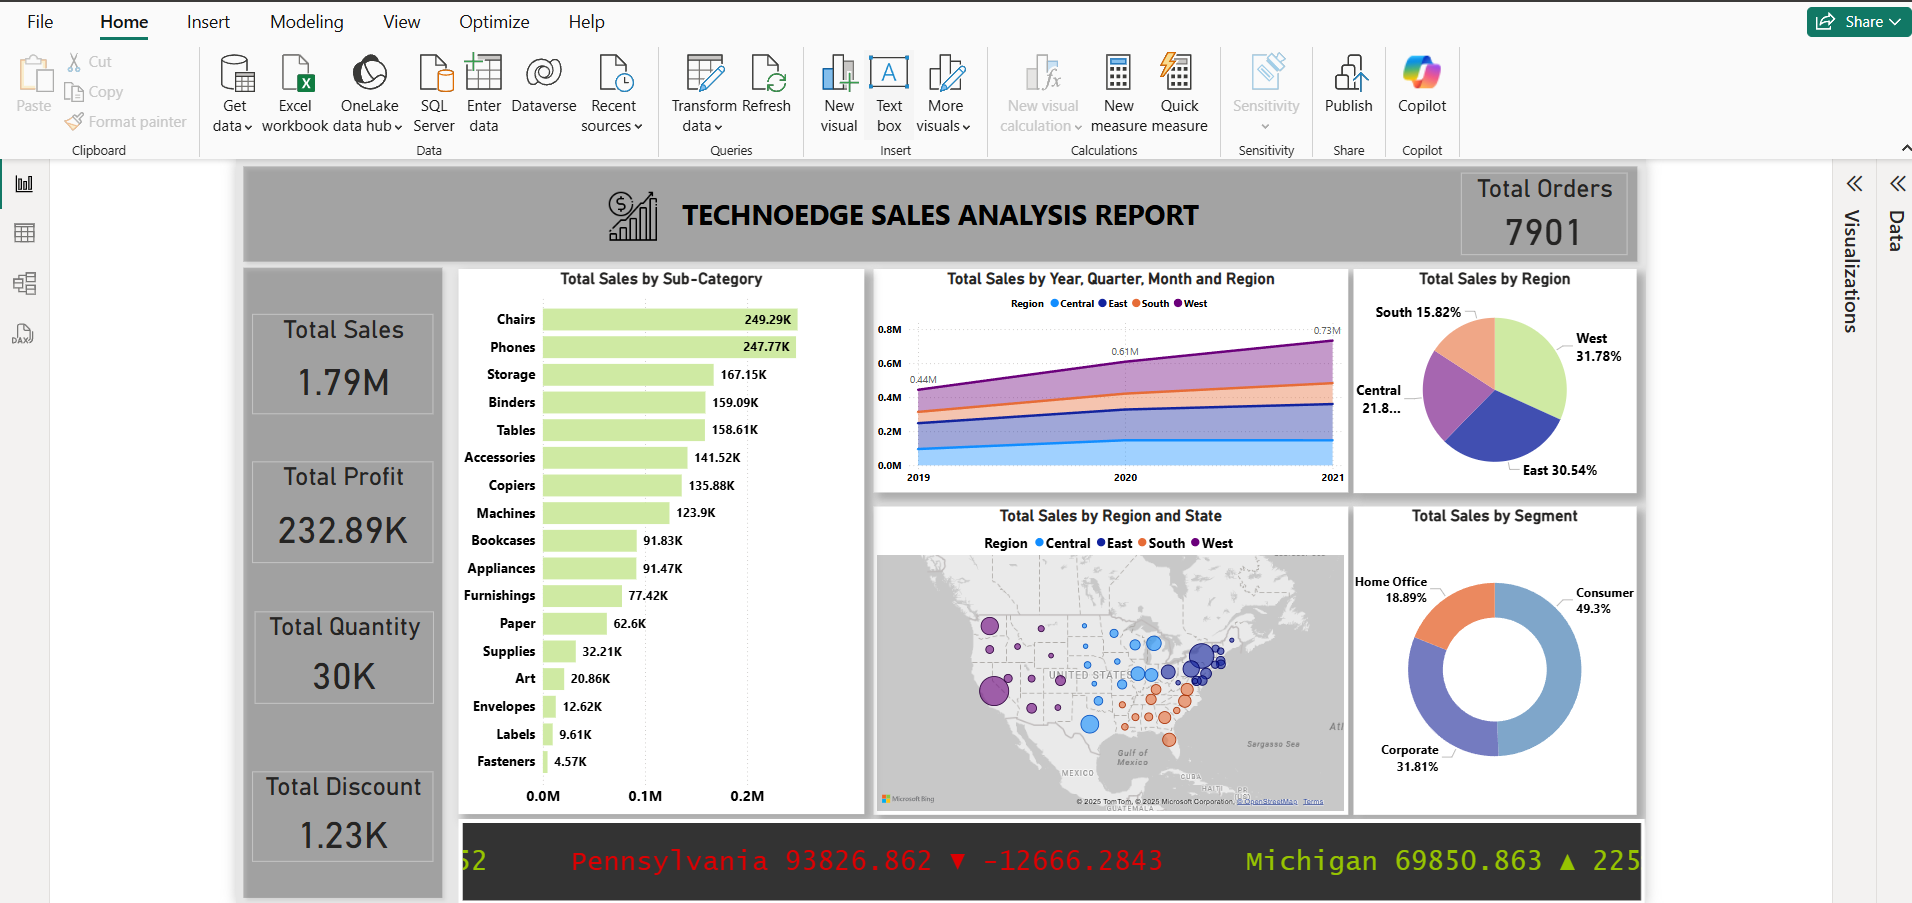 File Home Insert Modeling View Optimize Help Share
Paste
Cut
Copy
Format painter
Clipboard
Get data
Excel workbook
OneLake data hub
SQL Server
Enter data
Dataverse
Recent sources
Data
Transform data
Refresh
Queries
New visual
Text box
More visuals
Insert
New visual calculation
New measure
Quick measure
Calculations
Sensitivity
Sensitivity
Publish
Share
Copilot
Copilot
DAX
Visualizations
Data
TECHNOEDGE SALES ANALYSIS REPORT
Total Orders
7901
Total Sales
1.79M
Total Profit
232.89K
Total Quantity
30K
Total Discount
1.23K
Total Sales by Sub-Category
Chairs 249.29K
Phones 247.77K
Storage 167.15K
Binders 159.09K
Tables 158.61K
Accessories 141.52K
Copiers 135.88K
Machines 123.9K
Bookcases 91.83K
Appliances 91.47K
Furnishings 77.42K
Paper 62.6K
Supplies 32.21K
Art 20.86K
Envelopes 12.62K
Labels 9.61K
Fasteners 4.57K
0.0M 0.1M 0.2M
Total Sales by Year, Quarter, Month and Region
Region Central East South West
0.8M
0.6M
0.4M
0.2M
0.0M
0.44M
0.61M
0.73M
2019 2020 2021
Total Sales by Region
South 15.82%
West
31.78%
Central
21.8...
East 30.54%
Total Sales by Region and State
Region Central East South West
UNITED STATES
Atl
Sargasso Sea
Gulf of
Mexico
MEXICO
CUBA
HAITI
PR
GUATEMALA
Microsoft Bing
© 2025 TomTom, © 2025 Microsoft Corporation, © OpenStreetMap Terms
Total Sales by Segment
Home Office
18.89%
Consumer
49.3%
Corporate
31.81%
52 Pennsylvania 93826.862 ▼ -12666.2843 Michigan 69850.863 ▲ 225